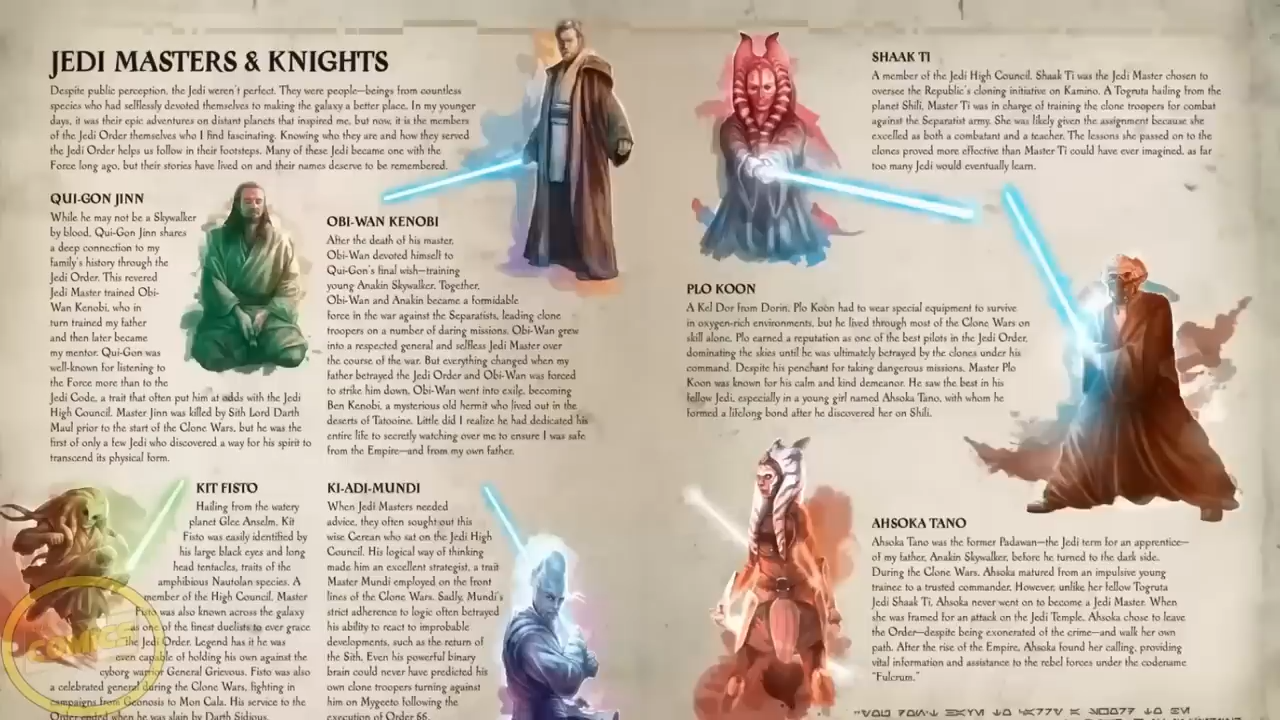 JEDI MASTERS & KNIGHTS
Despite public perception, the Jedi weren't perfect. They were people—beings from countless
species who had selflessly devoted themselves to making the galaxy a better place. In my younger
days, it was their epic adventures on distant planets that inspired me, but now, it is the members
of the Jedi Order themselves who I find fascinating. Knowing who they are and how they served
the Jedi Order helps us follow in their footsteps. Many of these Jedi became one with the
Force long ago, but their stories have lived on and their names deserve to be remembered.
QUI-GON JINN
While he may not be a Skywalker
by blood, Qui-Gon Jinn shares
a deep connection to my
family's history through the
Jedi Order. This revered
Jedi Master trained Obi-
Wan Kenobi, who in
turn trained my father
and then later became
my mentor. Qui-Gon was
well-known for listening to
the Force more than to the
Jedi Code, a trait that often put him at odds with the Jedi
High Council. Master Jinn was killed by Sith Lord Darth
Maul prior to the start of the Clone Wars, but he was the
first of only a few Jedi who discovered a way for his spirit to
transcend its physical form.
OBI-WAN KENOBI
After the death of his master,
Obi-Wan devoted himself to
Qui-Gon's final wish—training
young Anakin Skywalker. Together,
Obi-Wan and Anakin became a formidable
force in the war against the Separatists, leading clone
troopers on a number of daring missions. Obi-Wan grew
into a respected general and selfless Jedi Master over
the course of the war. But everything changed when my
father betrayed the Jedi Order and Obi-Wan was forced
to strike him down. Obi-Wan went into exile, becoming
Ben Kenobi, a mysterious old hermit who lived out in the
deserts of Tatooine. Little did I realize he had dedicated his
entire life to secretly watching over me to ensure I was safe
from the Empire—and from my own father.
KIT FISTO
Hailing from the watery
planet Glee Anselm, Kit
Fisto was easily identified by
his large black eyes and long
head tentacles, traits of the
amphibious Nautolan species. A
member of the High Council, Master
Fisto was also known across the galaxy
as one of the finest duelists to ever grace
the Jedi Order. Legend has it he was
even capable of holding his own against the
cyborg warrior General Grievous. Fisto was also
a celebrated general during the Clone Wars, fighting in
campaigns from Geonosis to Mon Cala. His service to the
Order ended when he was slain by Darth Sidious.
KI-ADI-MUNDI
When Jedi Masters needed
advice, they often sought out this
wise Cerean who sat on the Jedi High
Council. His logical way of thinking
made him an excellent strategist, a trait
Master Mundi employed on the front
lines of the Clone Wars. Sadly, Mundi's
strict adherence to logic often betrayed
his ability to react to improbable
developments, such as the return of
the Sith. Even his powerful binary
brain could never have predicted his
own clone troopers turning against
him on Mygeeto following the
execution of Order 66.
SHAAK TI
A member of the Jedi High Council, Shaak Ti was the Jedi Master chosen to
oversee the Republic's cloning initiative on Kamino. A Togruta hailing from the
planet Shili, Master Ti was in charge of training the clone troopers for combat
against the Separatist army. She was likely given the assignment because she
excelled as both a combatant and a teacher. The lessons she passed on to the
clones proved more effective than Master Ti could have ever imagined, as far
too many Jedi would eventually learn.
PLO KOON
A Kel Dor from Dorin, Plo Koon had to wear special equipment to survive
in oxygen-rich environments, but he lived through most of the Clone Wars on
skill alone. Plo earned a reputation as one of the best pilots in the Jedi Order,
dominating the skies until he was ultimately betrayed by the clones under his
command. Despite his penchant for taking dangerous missions, Master Plo
Koon was known for his calm and kind demeanor. He saw the best in his
fellow Jedi, especially in a young girl named Ahsoka Tano, with whom he
formed a lifelong bond after he discovered her on Shili.
AHSOKA TANO
Ahsoka Tano was the former Padawan—the Jedi term for an apprentice—
of my father, Anakin Skywalker, before he turned to the dark side.
During the Clone Wars, Ahsoka matured from an impulsive young
trainee to a trusted commander. However, unlike her fellow Togruta
Jedi Shaak Ti, Ahsoka never went on to become a Jedi Master. When
she was framed for an attack on the Jedi Temple, Ahsoka chose to leave
the Order—despite being exonerated of the crime—and walk her own
path. After the rise of the Empire, Ahsoka found her calling, providing
vital information and assistance to the rebel forces under the codename
"Fulcrum."
COMICS